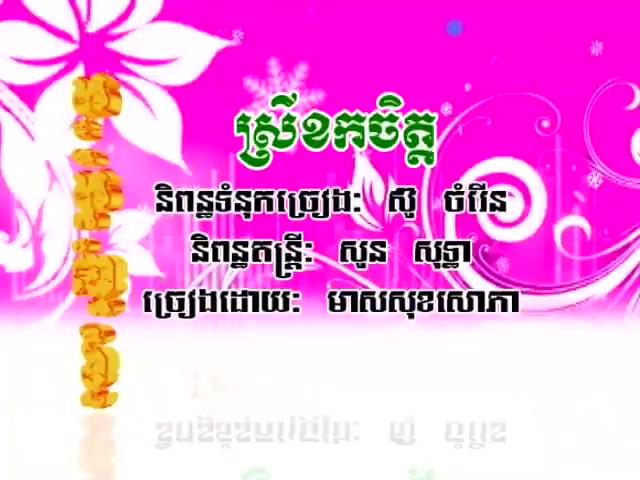 ស្រីខកចិត្ត
និពន្ធទំនុកច្រៀងៈ ស៊ូ ចំរើន
និពន្ធតន្ត្រីៈ សួន សុទ្ធា
ច្រៀងដោយៈ មាសសុខសោភា